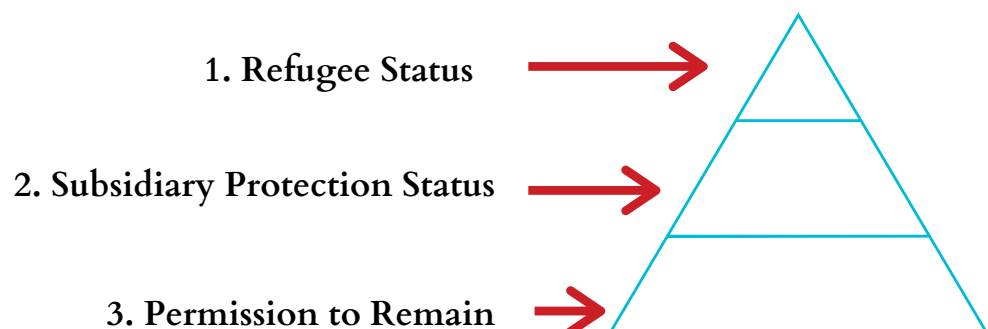 1. Refugee Status
2. Subsidiary Protection Status
3. Permission to Remain